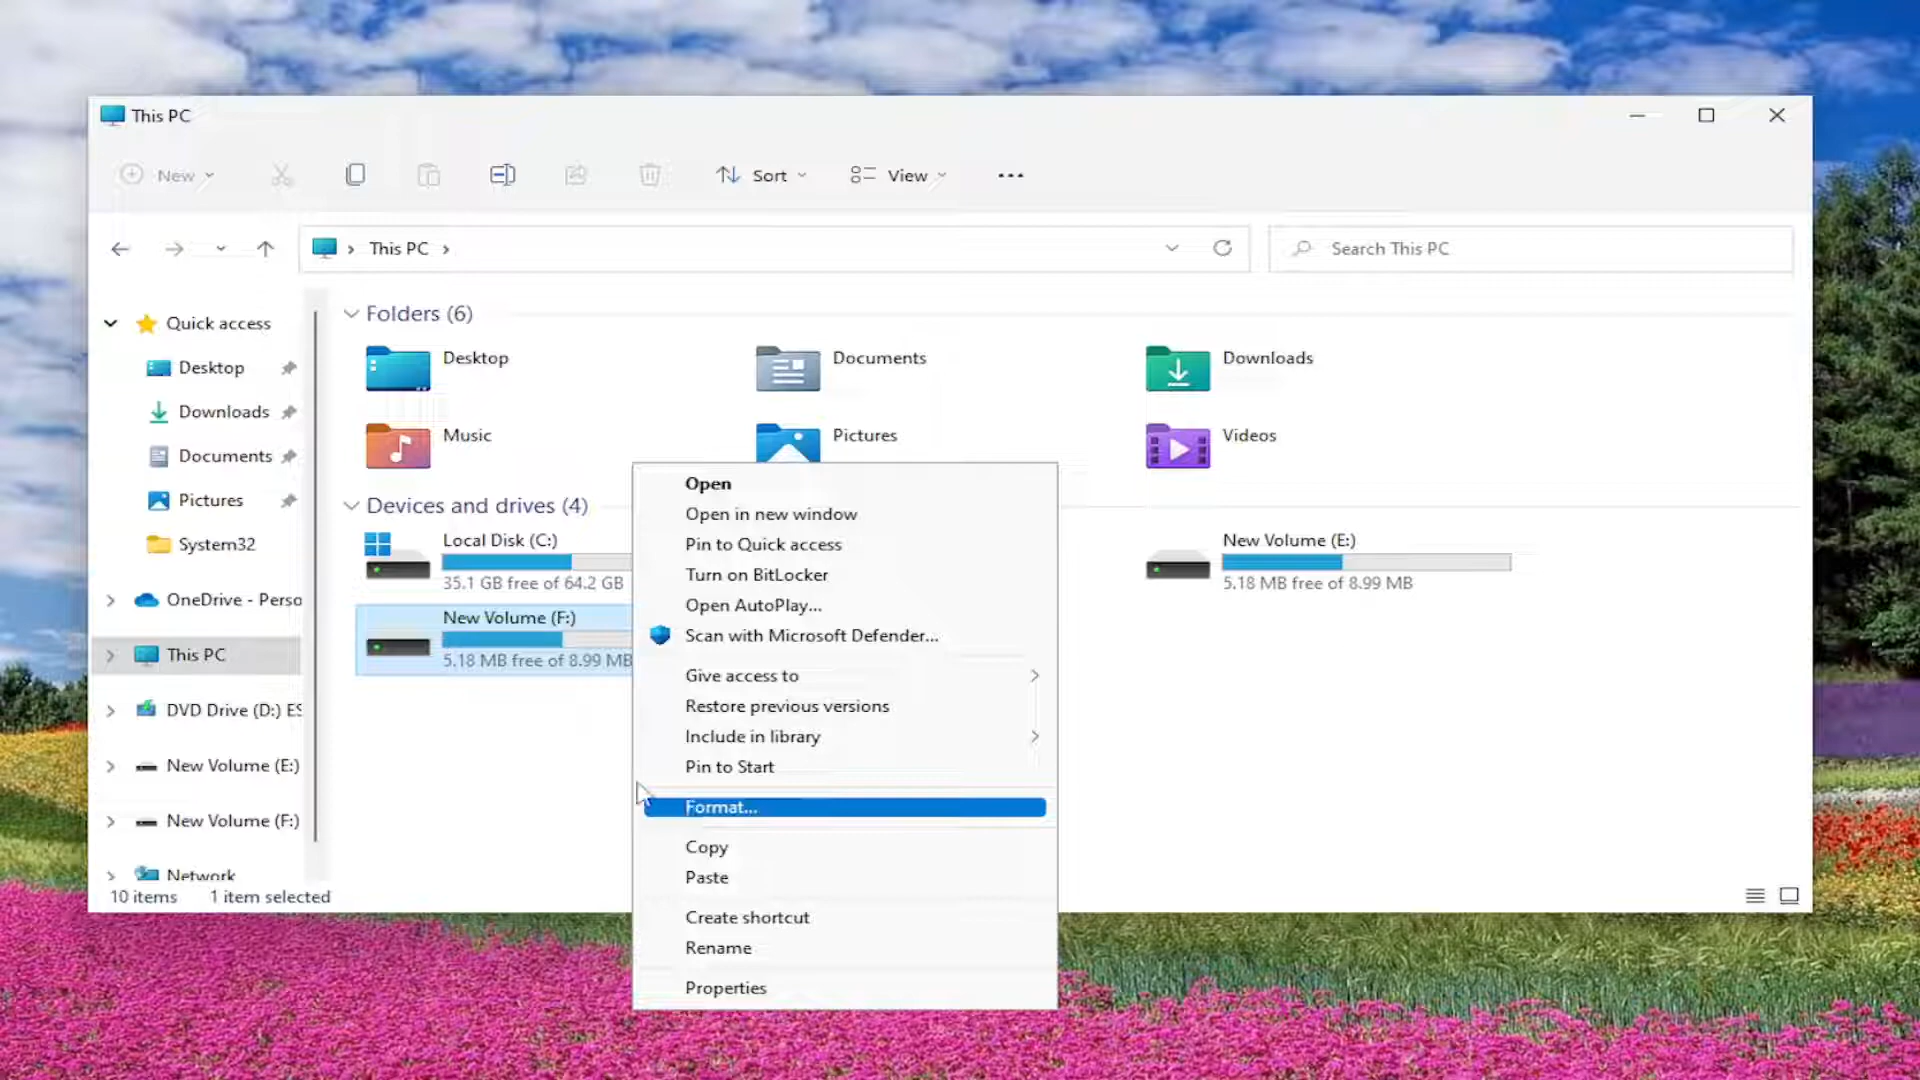 This PC
New
Sort
View
This PC
Search This PC
Quick access
Desktop
Downloads
Documents
Pictures
System32
OneDrive - Perso
This PC
DVD Drive (D:) ES
New Volume (E:)
New Volume (F:)
Network
Folders (6)
Desktop
Documents
Downloads
Music
Pictures
Videos
Devices and drives (4)
Local Disk (C:)
35.1 GB free of 64.2 GB
New Volume (E:)
5.18 MB free of 8.99 MB
New Volume (F:)
5.18 MB free of 8.99 MB
Open
Open in new window
Pin to Quick access
Turn on BitLocker
Open AutoPlay...
Scan with Microsoft Defender...
Give access to
Restore previous versions
Include in library
Pin to Start
Format...
Copy
Paste
Create shortcut
Rename
Properties
10 items 1 item selected